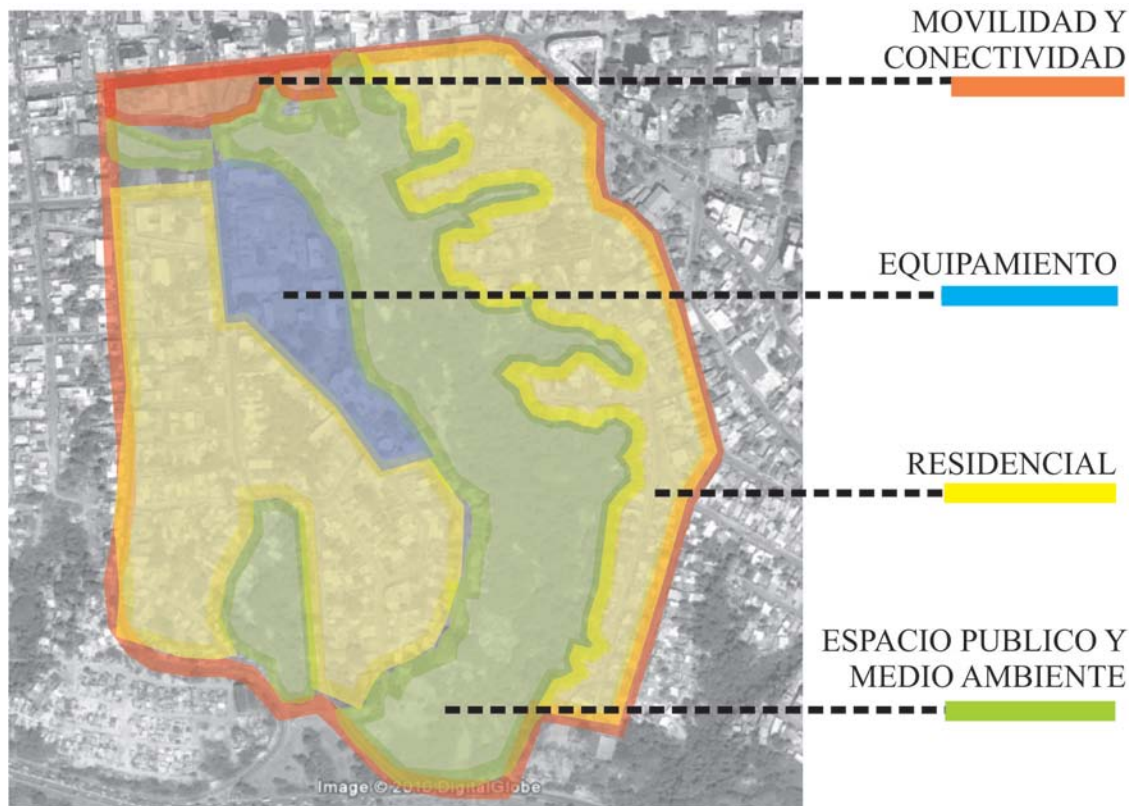 MOVILIDAD Y
CONECTIVIDAD
EQUIPAMIENTO
RESIDENCIAL
ESPACIO PUBLICO Y
MEDIO AMBIENTE
Image © 2016 DigitalGlobe